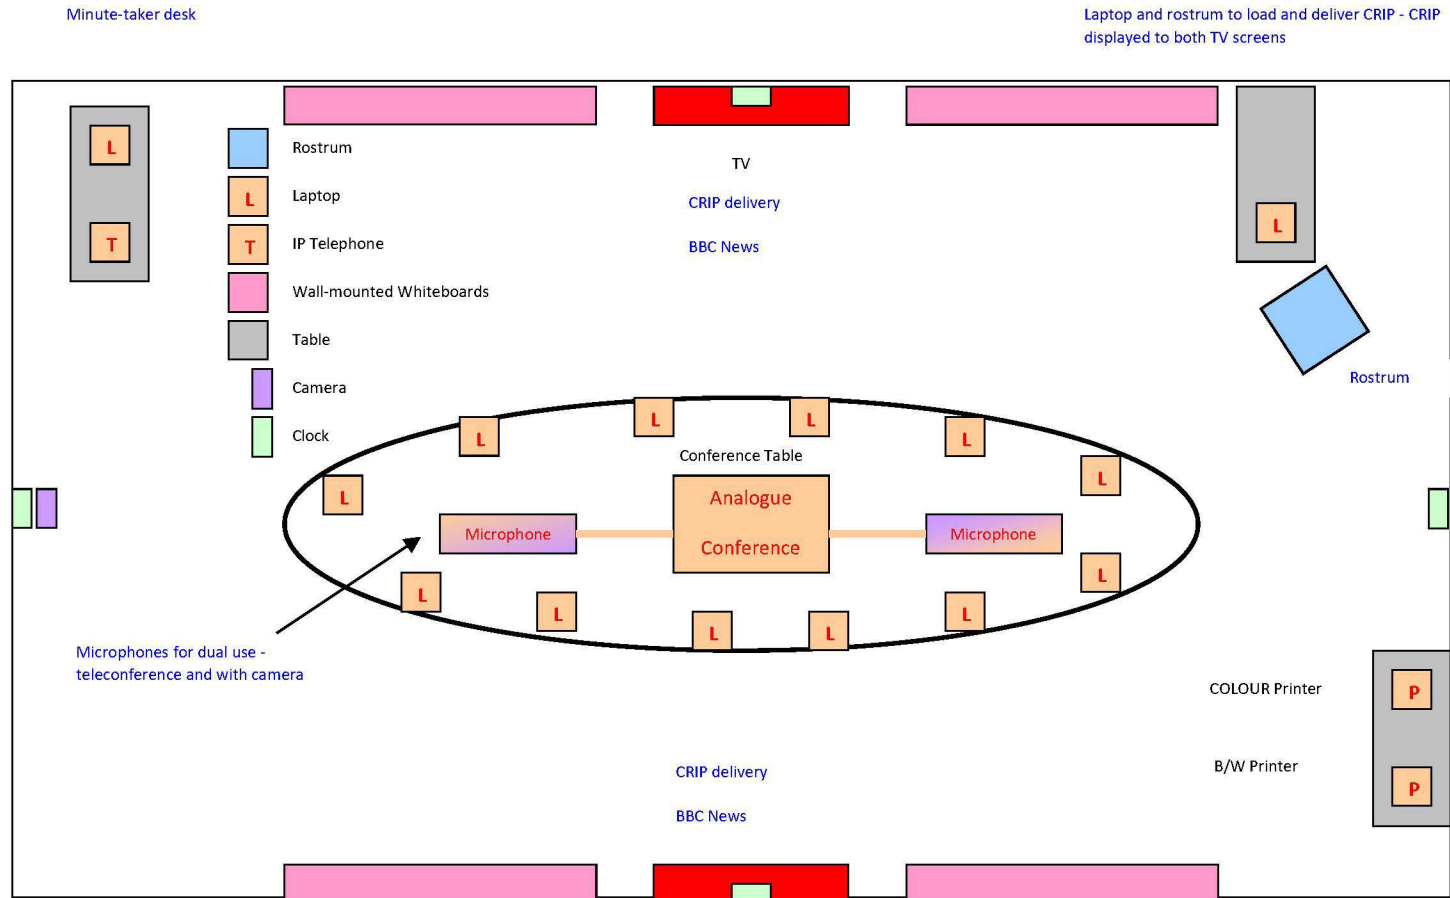 Minute-taker desk
Laptop and rostrum to load and deliver CRIP - CRIP
displayed to both TV screens
L
T
Rostrum
L
Laptop
T
IP Telephone
Wall-mounted Whiteboards
Table
Camera
Clock
TV
CRIP delivery
BBC News
L
Rostrum
L
L
L
L
L
L
Conference Table
Analogue
Conference
Microphone
Microphone
L
L
L
L
L
L
L
Microphones for dual use -
teleconference and with camera
COLOUR Printer
P
B/W Printer
P
CRIP delivery
BBC News